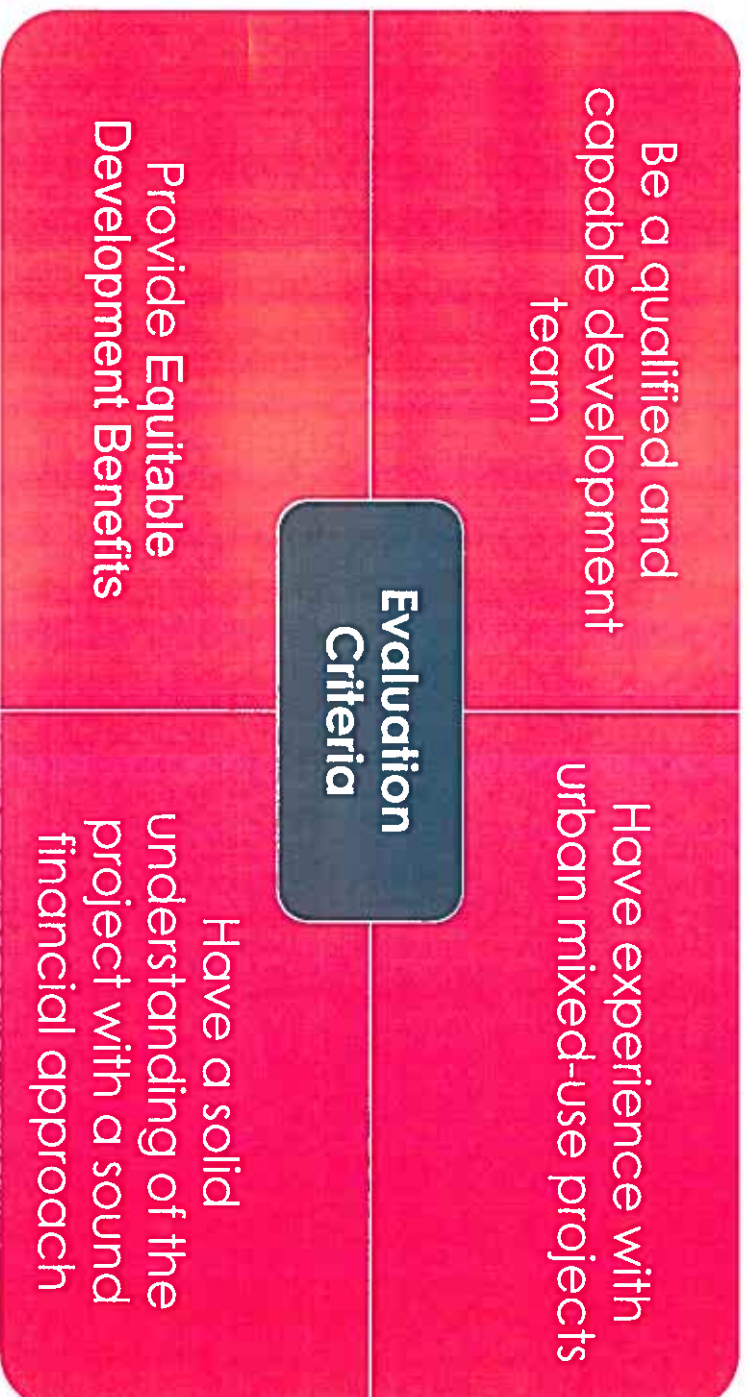 Be a qualified and
capable development
team
Have experience with
urban mixed-use projects
Evaluation
Criteria
Provide Equitable
Development Benefits
Have a solid
understanding of the
project with a sound
financial approach